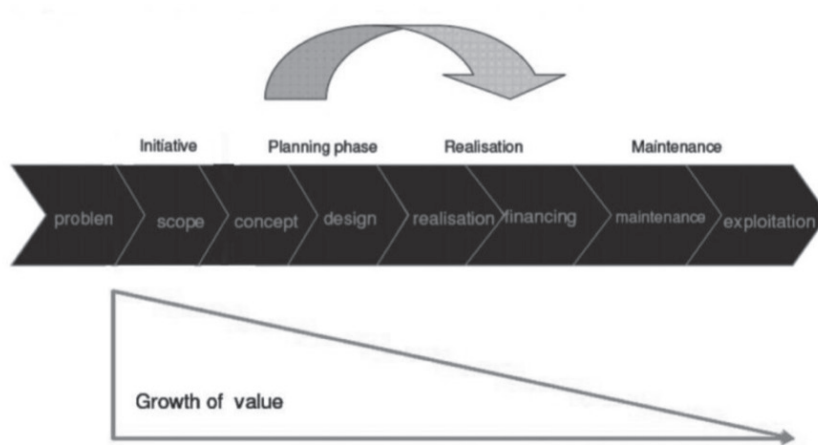 Initiative Planning phase Realisation Maintenance
problen scope concept design realisation financing maintenance exploitation
Growth of value